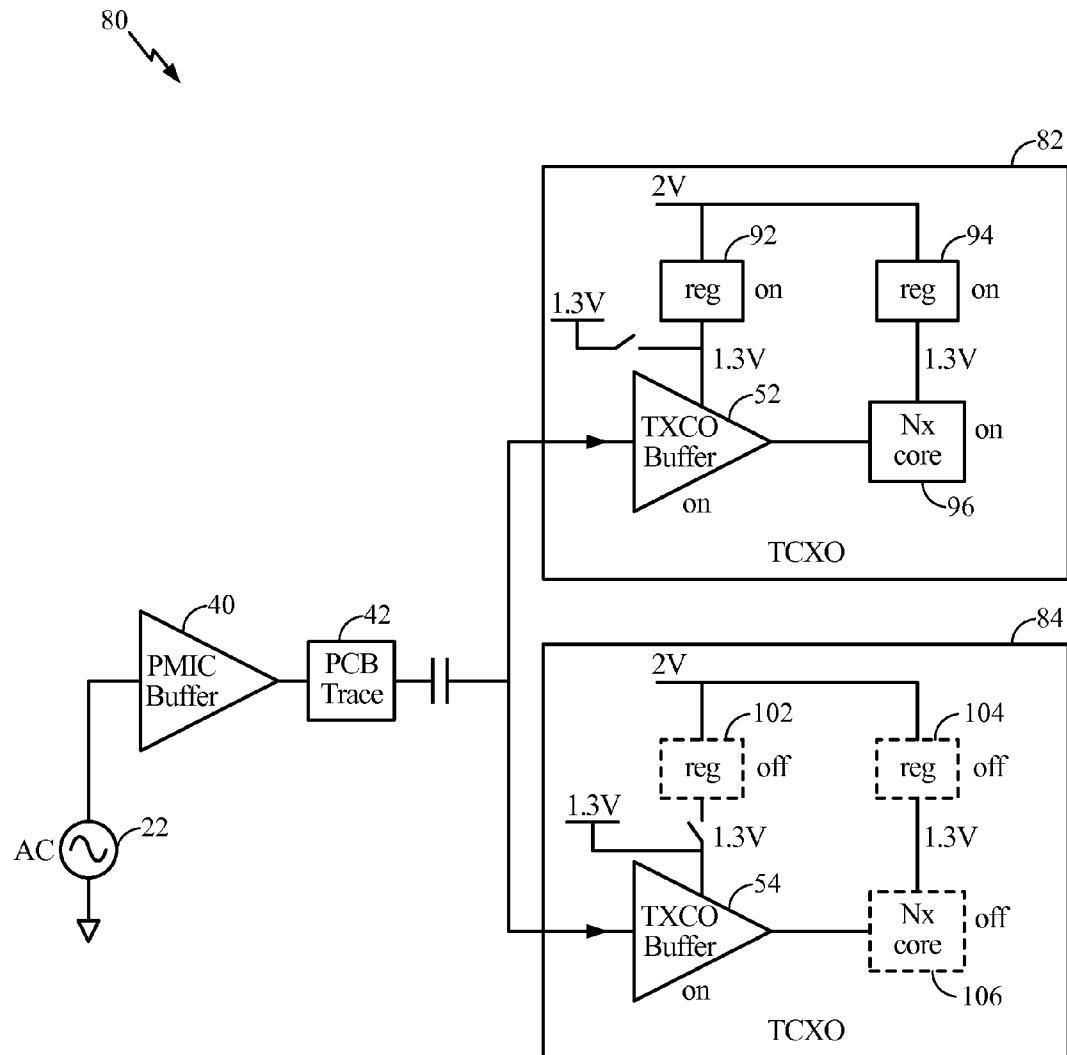 80
82
2V
92
94
reg
on
reg
on
1.3V
1.3V
1.3V
52
TXCO
Buffer
on
Nx
core
on
96
TCXO
40
PMIC
Buffer
42
PCB
Trace
AC
22
84
2V
102
104
reg
off
reg
off
1.3V
1.3V
1.3V
54
TXCO
Buffer
on
Nx
core
off
106
TCXO